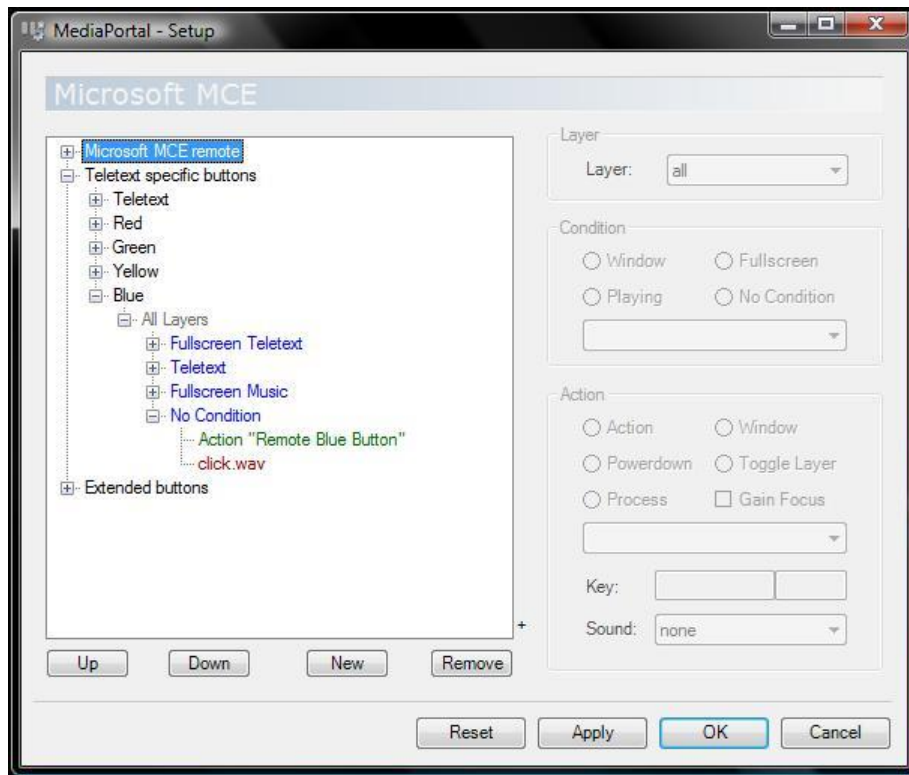 MediaPortal - Setup
Microsoft MCE
Microsoft MCE remote
Teletext specific buttons
Teletext
Red
Green
Yellow
Blue
All Layers
Fullscreen Teletext
Teletext
Fullscreen Music
No Condition
Action "Remote Blue Button"
click.wav
Extended buttons
+
Up Down New Remove
Layer
Layer: all
Condition
Window Fullscreen
Playing No Condition
Action
Action Window
Powerdown Toggle Layer
Process Gain Focus
Key:
Sound: none
Reset Apply OK Cancel